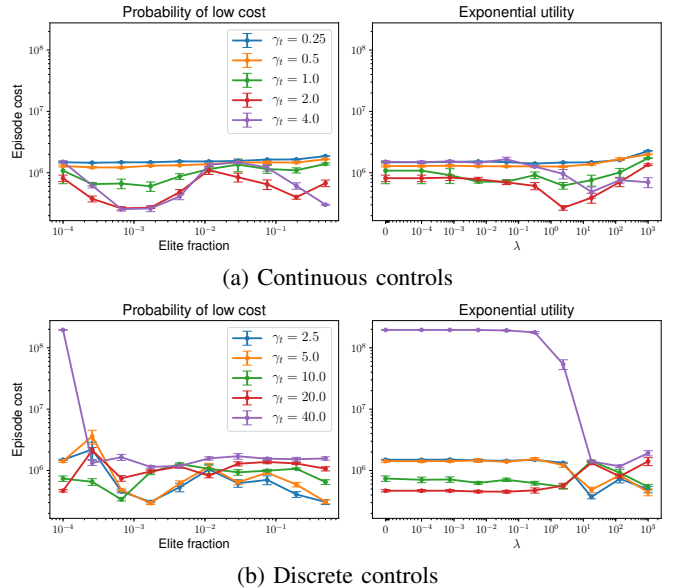 Probability of low cost
Exponential utility
Episode cost
10^8
10^7
10^6
γ_t = 0.25
γ_t = 0.5
γ_t = 1.0
γ_t = 2.0
γ_t = 4.0
10^{-4} 10^{-3} 10^{-2} 10^{-1}
0 10^{-4} 10^{-3} 10^{-2} 10^{-1} 10^0 10^1 10^2 10^3
Elite fraction
λ
(a) Continuous controls
Probability of low cost
Exponential utility
Episode cost
10^8
10^7
10^6
γ_t = 2.5
γ_t = 5.0
γ_t = 10.0
γ_t = 20.0
γ_t = 40.0
10^{-4} 10^{-3} 10^{-2} 10^{-1}
0 10^{-4} 10^{-3} 10^{-2} 10^{-1} 10^0 10^1 10^2 10^3
Elite fraction
λ
(b) Discrete controls